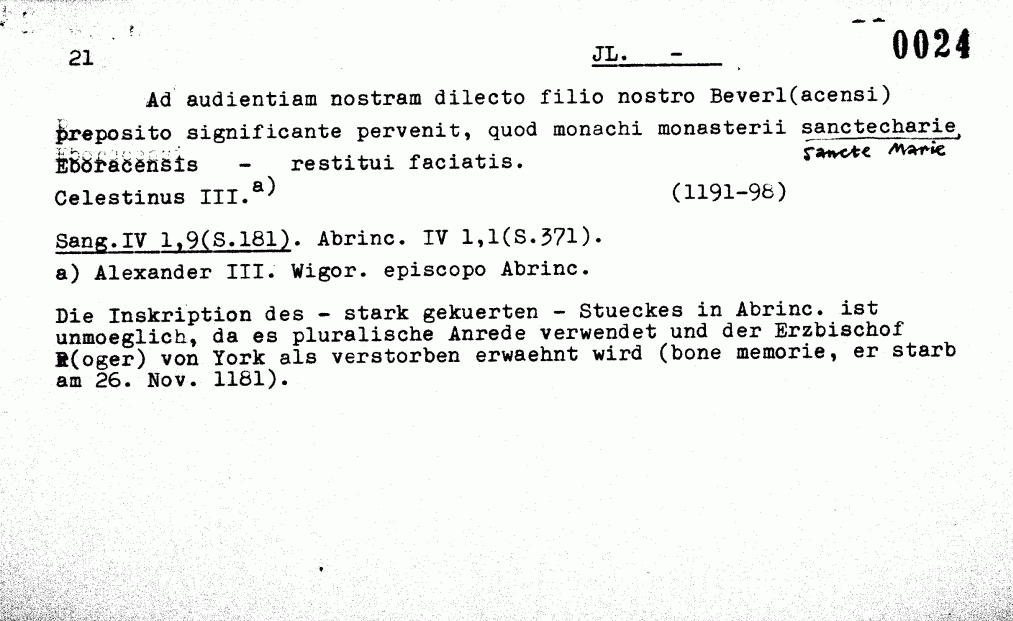 21 JL. - 0024
Ad audientiam nostram dilecto filio nostro Beverl(acensi)
preposito significante pervenit, quod monachi monasterii sanctecharie,
sancte Marie
Eboracensis - restitui faciatis.
Celestinus III.a) (1191-98)
Sang.IV 1,9(S.181). Abrinc. IV 1,1(S.371).
a) Alexander III. Wigor. episcopo Abrinc.
Die Inskription des - stark gekuerten - Stueckes in Abrinc. ist
unmoeglich, da es pluralische Anrede verwendet und der Erzbischof
R(oger) von York als verstorben erwaehnt wird (bone memorie, er starb
am 26. Nov. 1181).